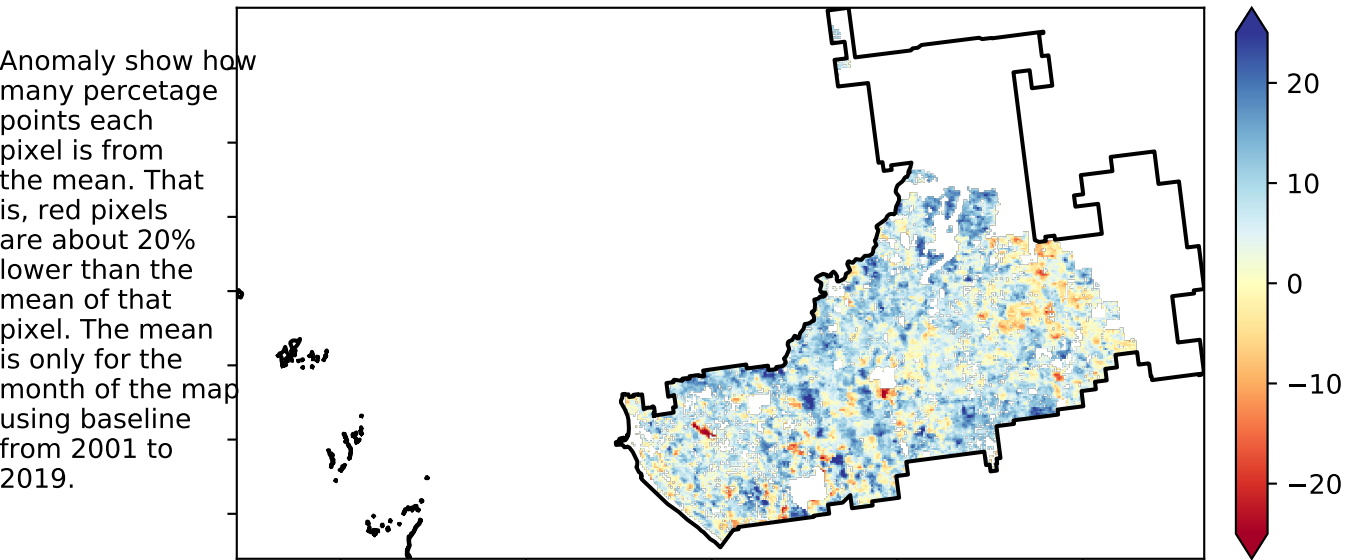 Anomaly show how
many percetage
points each
pixel is from
the mean. That
is, red pixels
are about 20%
lower than the
mean of that
pixel. The mean
is only for the
month of the map
using baseline
from 2001 to
2019.
20
10
0
−10
−20